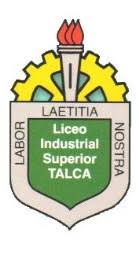 LABOR
LAETITIA
NOSTRA
Liceo
Industrial
Superior
TALCA